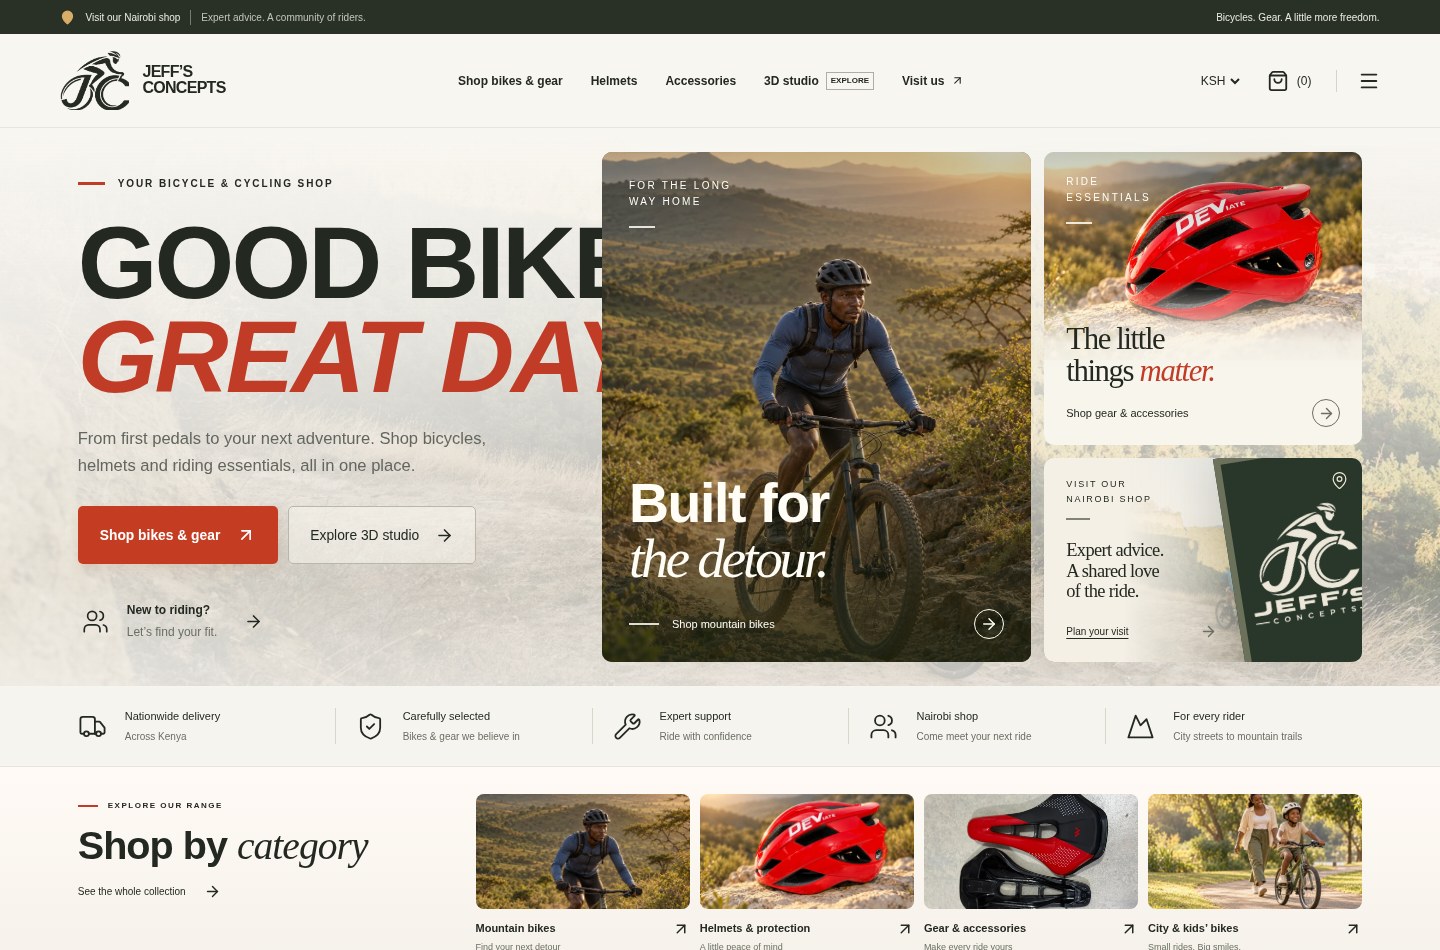 Visit our Nairobi shop
Expert advice. A community of riders.
Bicycles. Gear. A little more freedom.
JC
JEFF'S
CONCEPTS
Shop bikes & gear
Helmets
Accessories
3D studio
EXPLORE
Visit us
KSH
(0)
YOUR BICYCLE & CYCLING SHOP
GOOD BIKE
GREAT DAY
From first pedals to your next adventure. Shop bicycles,
helmets and riding essentials, all in one place.
Shop bikes & gear
Explore 3D studio
New to riding?
Let's find your fit.
FOR THE LONG
WAY HOME
Built for
the detour.
Shop mountain bikes
RIDE
ESSENTIALS
DEVIATE
The little
things matter.
Shop gear & accessories
VISIT OUR
NAIROBI SHOP
Expert advice.
A shared love
of the ride.
Plan your visit
JC
JEFF'S
CONCEPTS
Nationwide delivery
Across Kenya
Carefully selected
Bikes & gear we believe in
Expert support
Ride with confidence
Nairobi shop
Come meet your next ride
For every rider
City streets to mountain trails
EXPLORE OUR RANGE
Shop by category
See the whole collection
DEVIATE
Mountain bikes
Find your next detour
Helmets & protection
A little peace of mind
Gear & accessories
Make every ride yours
City & kids' bikes
Small rides. Big smiles.